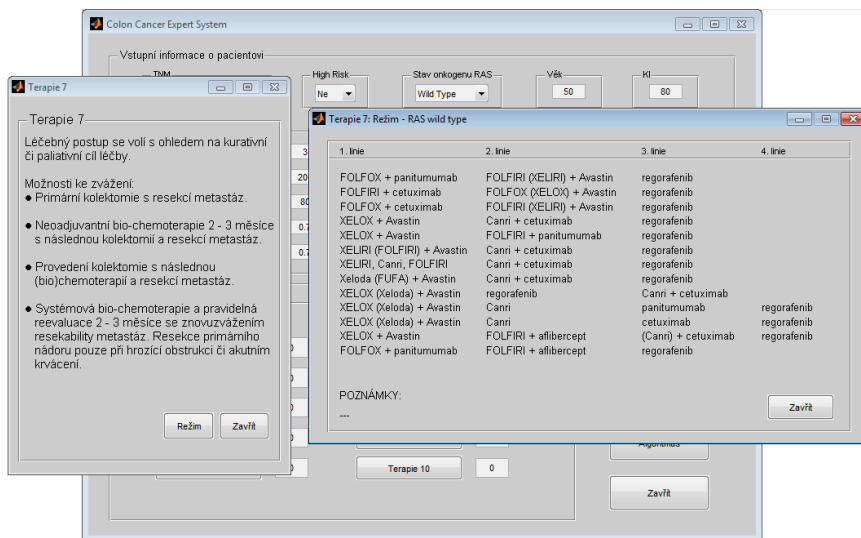 Colon Cancer Expert System
Vstupní informace o pacientovi
TNM
High Risk
Stav onkogenu RAS
Věk
KI
Ne
Wild Type
50
80
Terapie 7
Terapie 7
Léčebný postup se volí s ohledem na kurativní
či paliativní cíl léčby.
Možnosti ke zvážení:
● Primární kolektomie s resekcí metastáz.
● Neoadjuvantní bio-chemoterapie 2 - 3 měsíce
s následnou kolektomií a resekcí metastáz.
● Provedení kolektomie s následnou
(bio)chemoterapií a resekcí metastáz.
● Systémová bio-chemoterapie a pravidelná
reevaluace 2 - 3 měsíce se znovuzvážením
resekability metastáz. Resekce primárního
nádoru pouze při hrozící obstrukci či akutním
krvácení.
Režim
Zavřít
Terapie 7: Režim - RAS wild type
1. linie 2. linie 3. linie 4. linie
FOLFOX + panitumumab FOLFIRI (XELIRI) + Avastin regorafenib
FOLFIRI + cetuximab FOLFOX (XELOX) + Avastin regorafenib
FOLFOX + cetuximab FOLFIRI (XELIRI) + Avastin regorafenib
XELOX + Avastin Canri + cetuximab regorafenib
XELOX + Avastin FOLFIRI + panitumumab regorafenib
XELIRI (FOLFIRI) + Avastin Canri + cetuximab regorafenib
XELIRI, Canri, FOLFIRI Canri + cetuximab regorafenib
Xeloda (FUFA) + Avastin Canri + cetuximab regorafenib
XELOX (Xeloda) + Avastin regorafenib Canri + cetuximab
XELOX (Xeloda) + Avastin Canri panitumumab regorafenib
XELOX (Xeloda) + Avastin Canri cetuximab regorafenib
XELOX + Avastin FOLFIRI + aflibercept (Canri) + cetuximab regorafenib
FOLFOX + panitumumab FOLFIRI + aflibercept regorafenib
POZNÁMKY:
---
Zavřít
Terapie 10
0
Zavřít